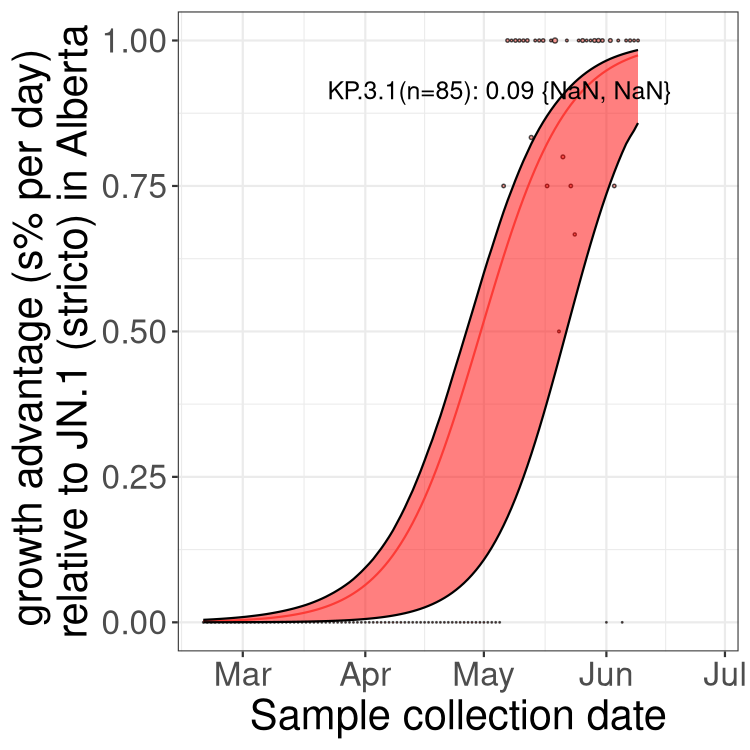 growth advantage (s% per day)
relative to JN.1 (stricto) in Alberta
1.00
0.75
0.50
0.25
0.00
KP.3.1(n=85): 0.09 {NaN, NaN}
Mar Apr May Jun Jul
Sample collection date